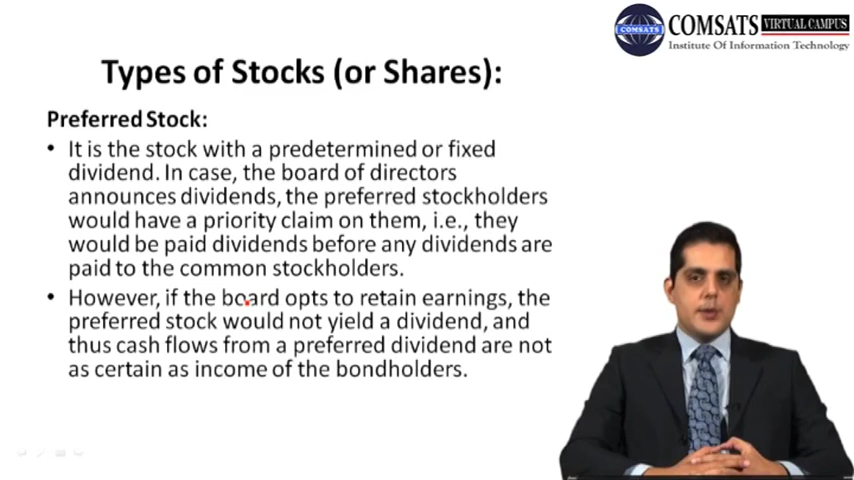 COMSATS
COMSATS VIRTUAL CAMPUS
Institute Of Information Technology
Types of Stocks (or Shares):
Preferred Stock:
• It is the stock with a predetermined or fixed
dividend. In case, the board of directors
announces dividends, the preferred stockholders
would have a priority claim on them, i.e., they
would be paid dividends before any dividends are
paid to the common stockholders.
• However, if the board opts to retain earnings, the
preferred stock would not yield a dividend, and
thus cash flows from a preferred dividend are not
as certain as income of the bondholders.